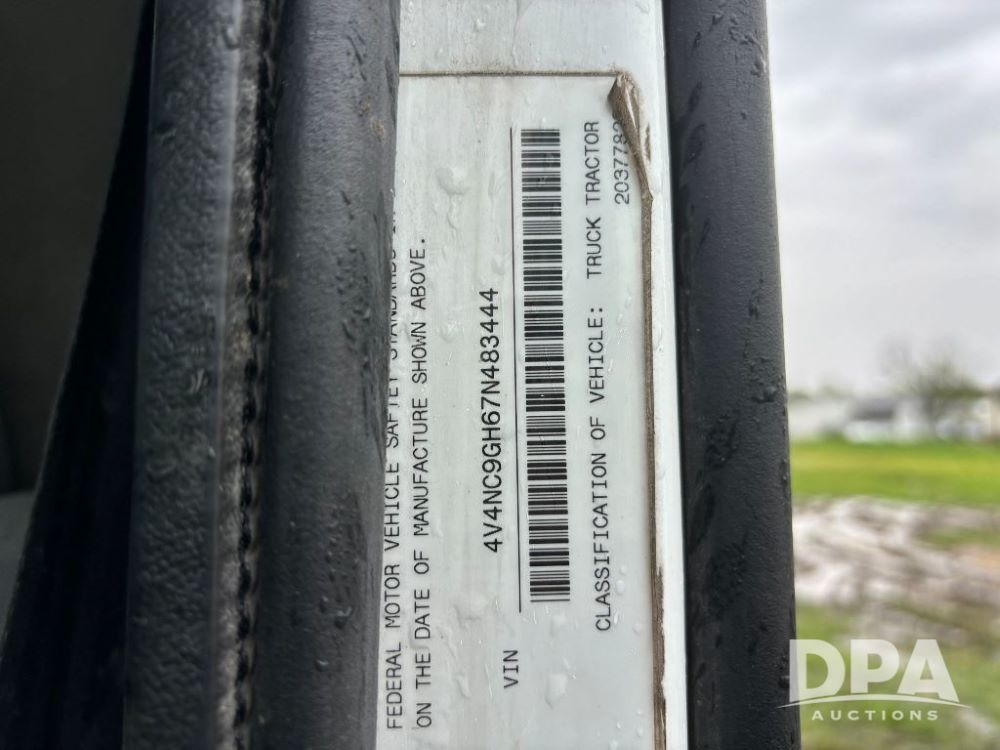 FEDERAL MOTOR VEHICLE SAFTEY STANDARDS
ON THE DATE OF MANUFACTURE SHOWN ABOVE.
4V4NC9GH67N483444
VIN
CLASSIFICATION OF VEHICLE: TRUCK TRACTOR
DPA
AUCTIONS